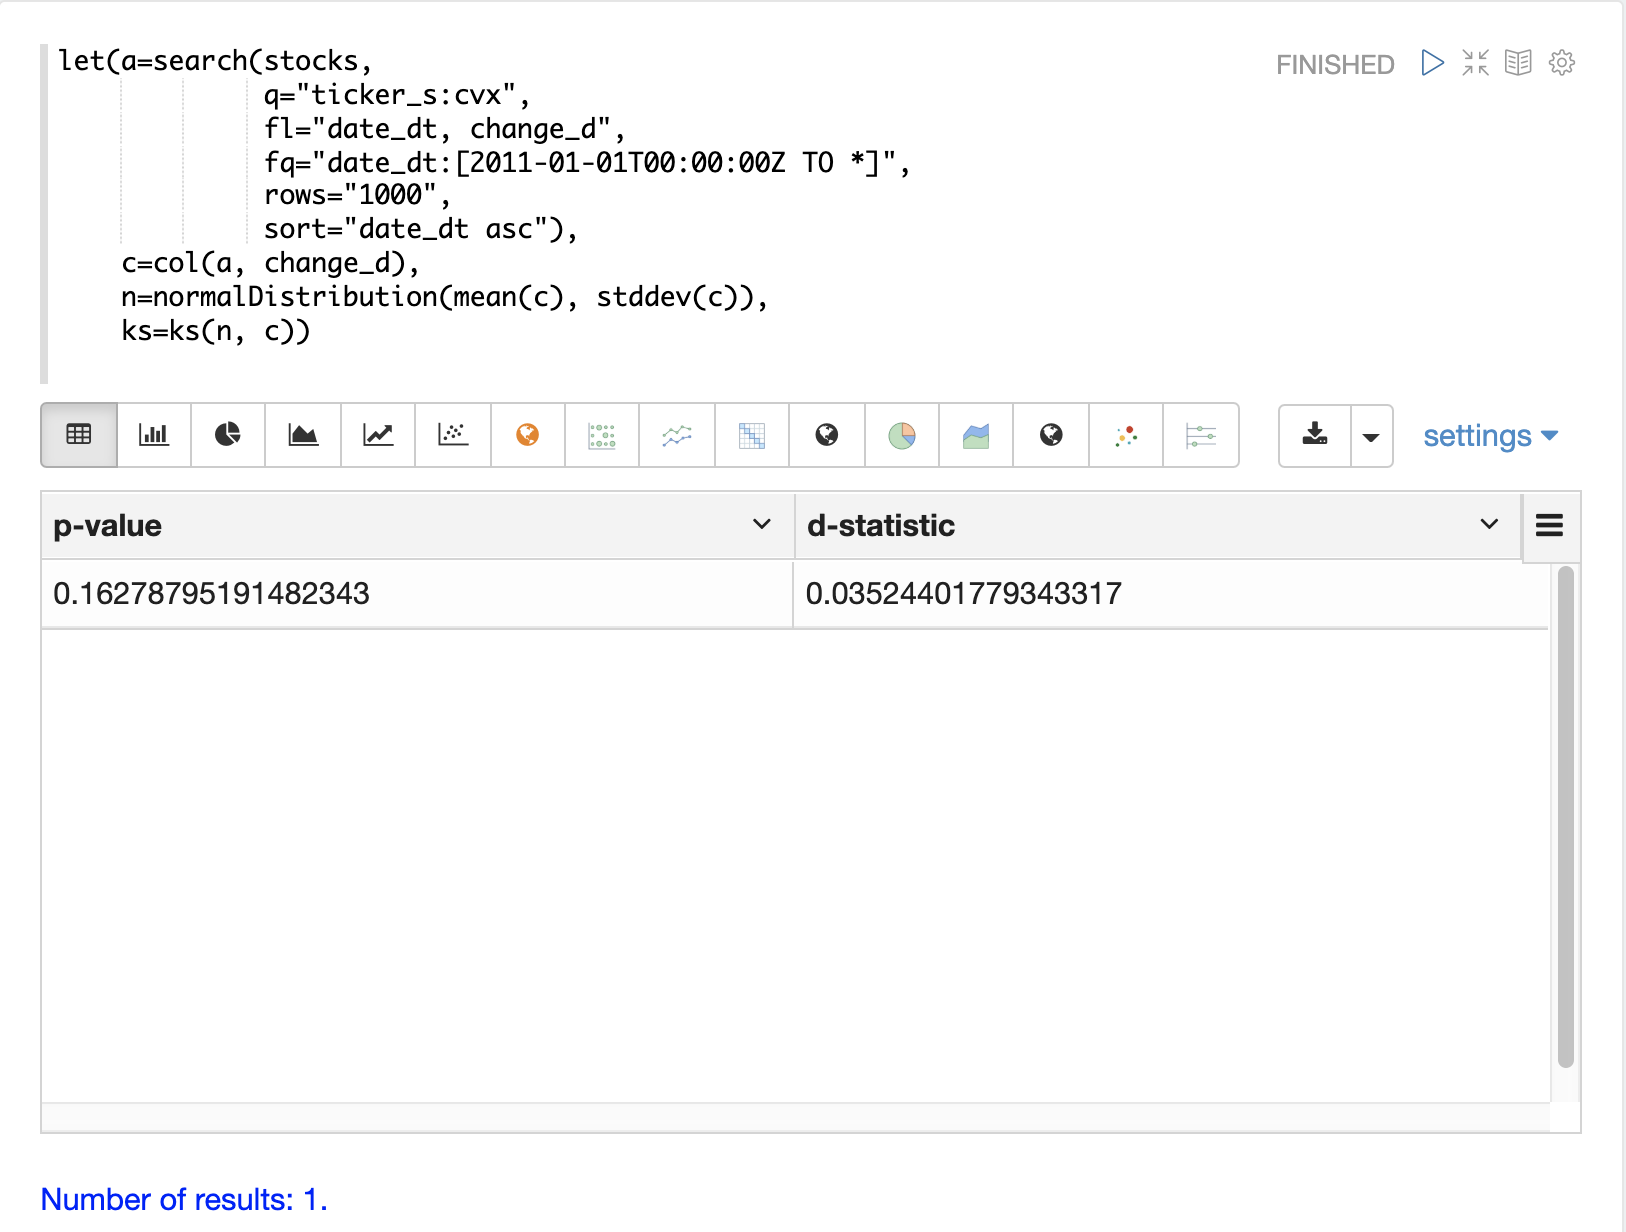 let(a=search(stocks,
             q="ticker_s:cvx",
             fl="date_dt, change_d",
             fq="date_dt:[2011-01-01T00:00:00Z TO *]",
             rows="1000",
             sort="date_dt asc"),
    c=col(a, change_d),
    n=normalDistribution(mean(c), stddev(c)),
    ks=ks(n, c))
FINISHED
settings
p-value d-statistic
0.16278795191482343 0.03524401779343317
Number of results: 1.